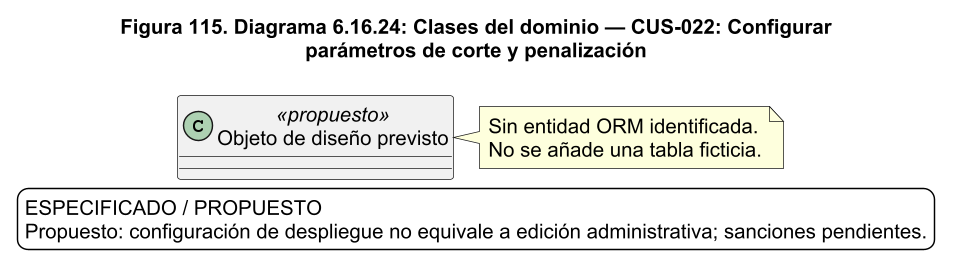 Figura 115. Diagrama 6.16.24: Clases del dominio — CUS-022: Configurar
parámetros de corte y penalización
«propuesto»
C
Objeto de diseño previsto
Sin entidad ORM identificada.
No se añade una tabla ficticia.
ESPECIFICADO / PROPUESTO
Propuesto: configuración de despliegue no equivale a edición administrativa; sanciones pendientes.